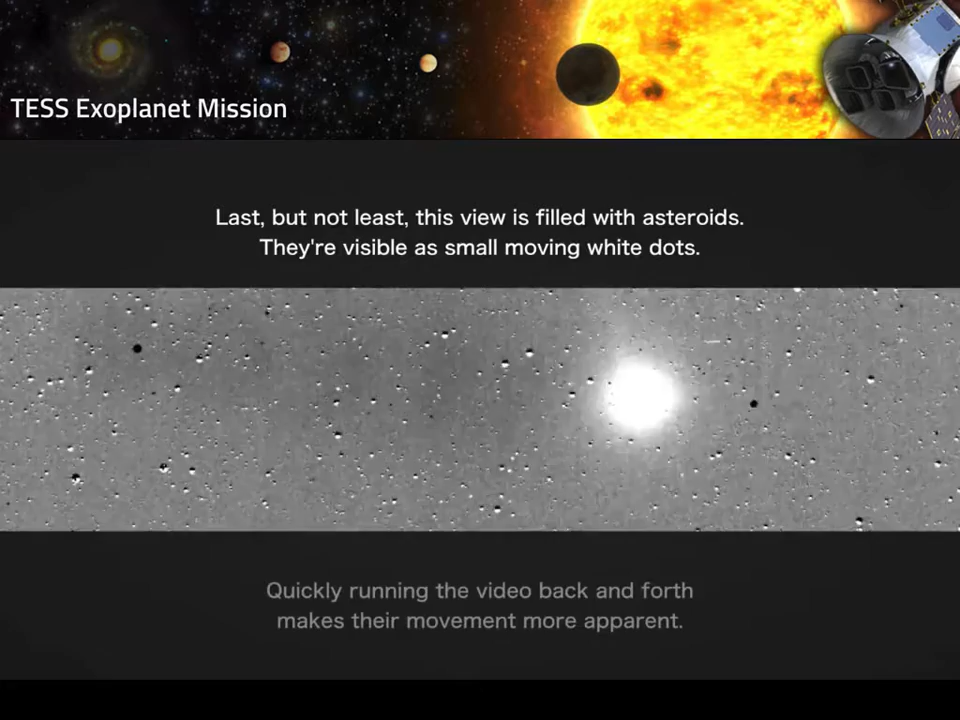 TESS Exoplanet Mission
Last, but not least, this view is filled with asteroids.
They're visible as small moving white dots.
Quickly running the video back and forth
makes their movement more apparent.